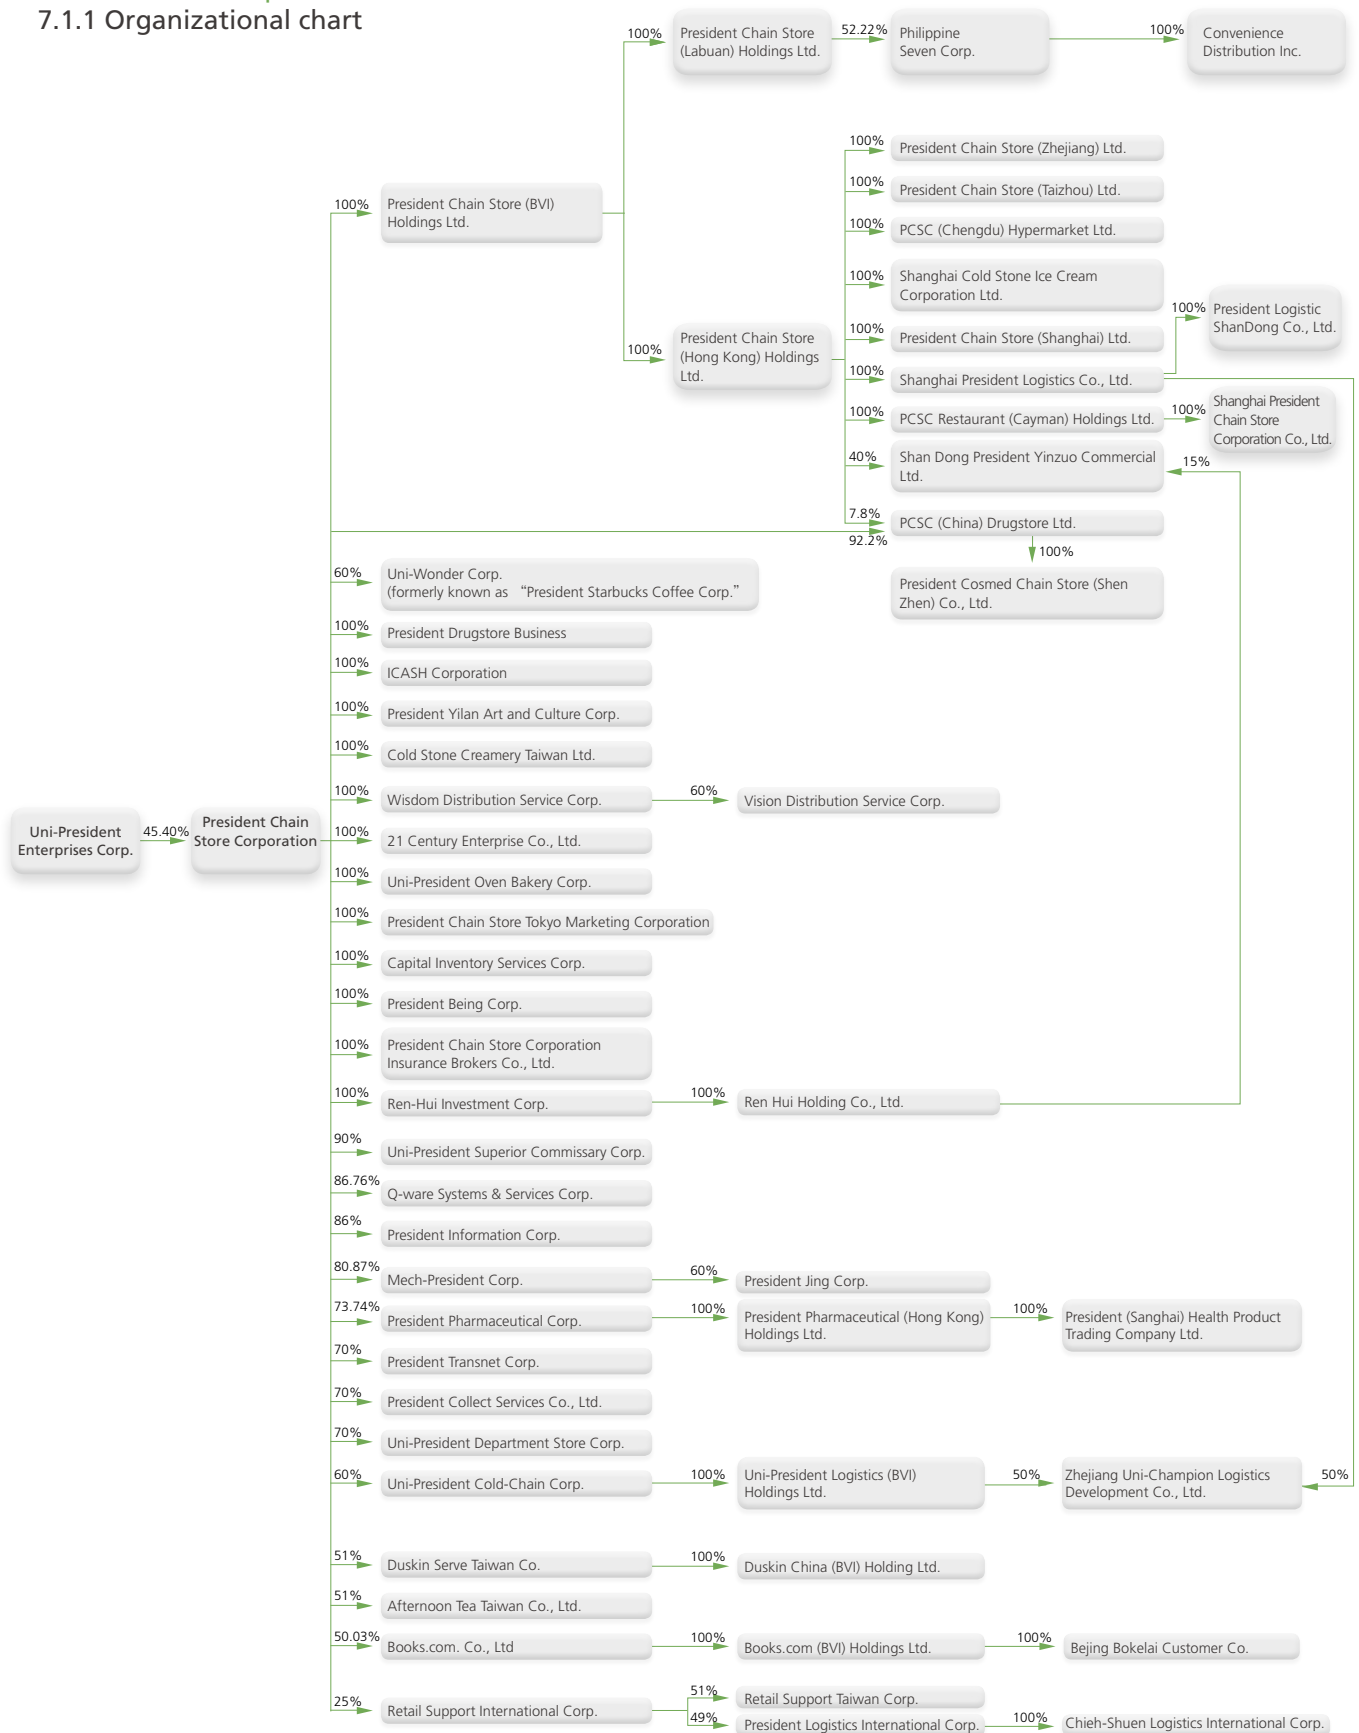 7.1.1 Organizational chart
100%
President Chain Store
(Labuan) Holdings Ltd.
52.22%
Philippine
Seven Corp.
100%
Convenience
Distribution Inc.
100%
President Chain Store (BVI)
Holdings Ltd.
100%
President Chain Store
(Hong Kong) Holdings
Ltd.
100%
President Chain Store (Zhejiang) Ltd.
100%
President Chain Store (Taizhou) Ltd.
100%
PCSC (Chengdu) Hypermarket Ltd.
100%
Shanghai Cold Stone Ice Cream
Corporation Ltd.
100%
President Chain Store (Shanghai) Ltd.
100%
Shanghai President Logistics Co., Ltd.
100%
President Logistic
ShanDong Co., Ltd.
100%
PCSC Restaurant (Cayman) Holdings Ltd.
100%
Shanghai President
Chain Store
Corporation Co., Ltd.
40%
Shan Dong President Yinzuo Commercial
Ltd.
15%
7.8%
PCSC (China) Drugstore Ltd.
92.2%
100%
President Cosmed Chain Store (Shen
Zhen) Co., Ltd.
60%
Uni-Wonder Corp.
(formerly known as “President Starbucks Coffee Corp.”
100%
President Drugstore Business
100%
ICASH Corporation
100%
President Yilan Art and Culture Corp.
100%
Cold Stone Creamery Taiwan Ltd.
100%
Wisdom Distribution Service Corp.
60%
Vision Distribution Service Corp.
Uni-President
Enterprises Corp.
45.40%
President Chain
Store Corporation
100%
21 Century Enterprise Co., Ltd.
100%
Uni-President Oven Bakery Corp.
100%
President Chain Store Tokyo Marketing Corporation
100%
Capital Inventory Services Corp.
100%
President Being Corp.
100%
President Chain Store Corporation
Insurance Brokers Co., Ltd.
100%
Ren-Hui Investment Corp.
100%
Ren Hui Holding Co., Ltd.
90%
Uni-President Superior Commissary Corp.
86.76%
Q-ware Systems & Services Corp.
86%
President Information Corp.
80.87%
Mech-President Corp.
60%
President Jing Corp.
73.74%
President Pharmaceutical Corp.
100%
President Pharmaceutical (Hong Kong)
Holdings Ltd.
100%
President (Sanghai) Health Product
Trading Company Ltd.
70%
President Transnet Corp.
70%
President Collect Services Co., Ltd.
70%
Uni-President Department Store Corp.
60%
Uni-President Cold-Chain Corp.
100%
Uni-President Logistics (BVI)
Holdings Ltd.
50%
Zhejiang Uni-Champion Logistics
Development Co., Ltd.
50%
51%
Duskin Serve Taiwan Co.
100%
Duskin China (BVI) Holding Ltd.
51%
Afternoon Tea Taiwan Co., Ltd.
50.03%
Books.com. Co., Ltd
100%
Books.com (BVI) Holdings Ltd.
100%
Bejing Bokelai Customer Co.
25%
Retail Support International Corp.
51%
Retail Support Taiwan Corp.
49%
President Logistics International Corp.
100%
Chieh-Shuen Logistics International Corp.